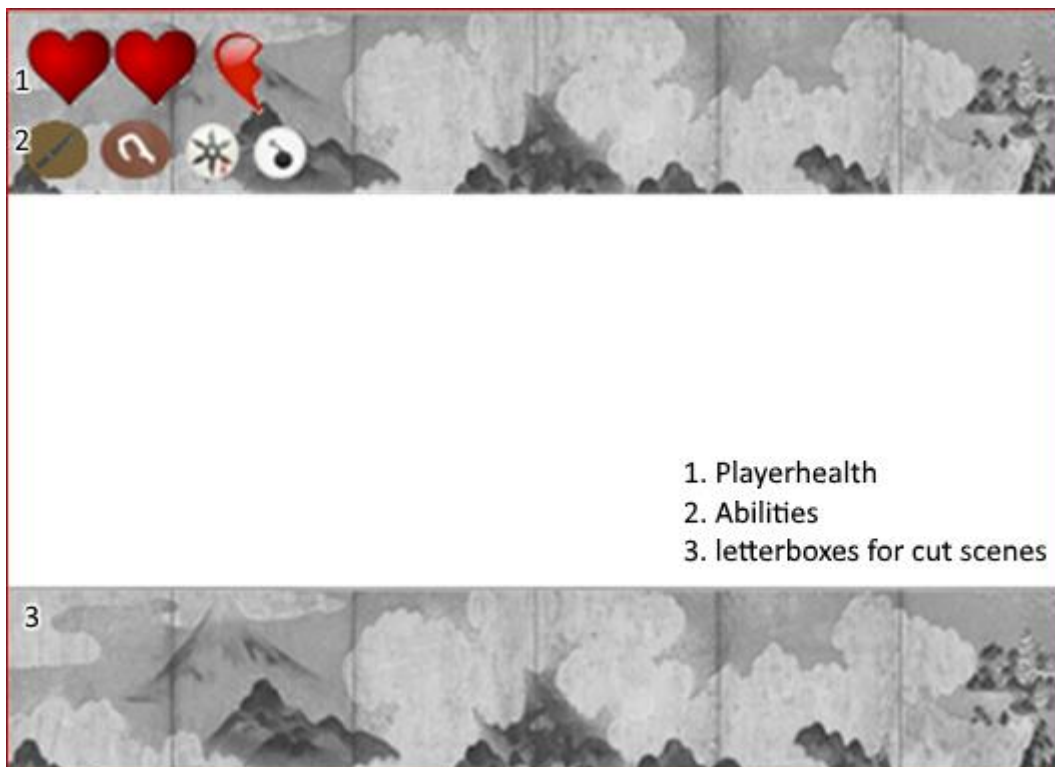 1
2
1. Playerhealth
2. Abilities
3. letterboxes for cut scenes
3